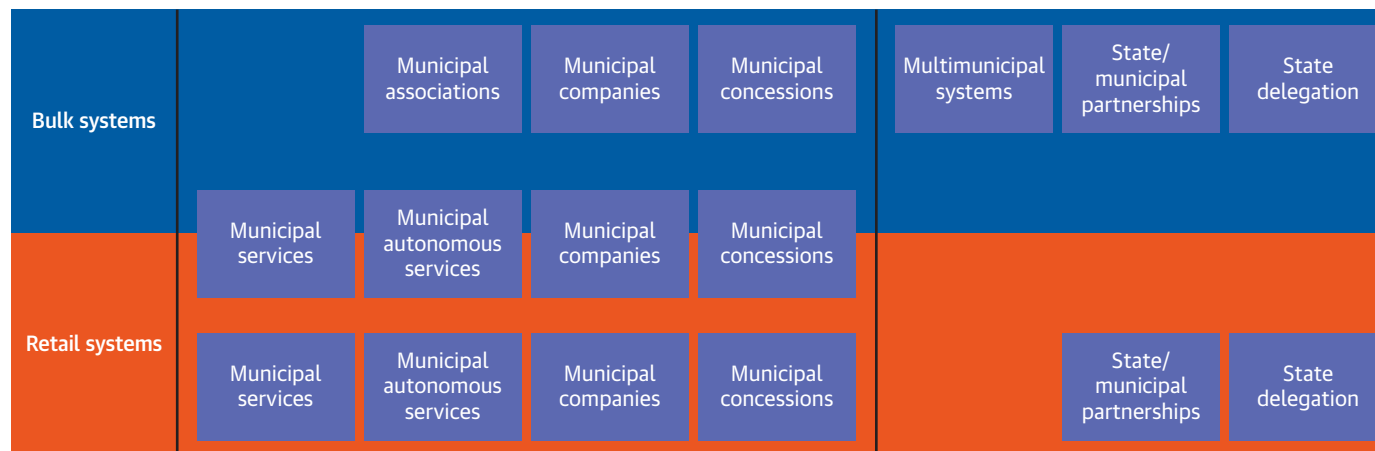 Bulk systems
Municipal
associations
Municipal
companies
Municipal
concessions
Multimunicipal
systems
State/
municipal
partnerships
State
delegation
Municipal
services
Municipal
autonomous
services
Municipal
companies
Municipal
concessions
Retail systems
Municipal
services
Municipal
autonomous
services
Municipal
companies
Municipal
concessions
State/
municipal
partnerships
State
delegation